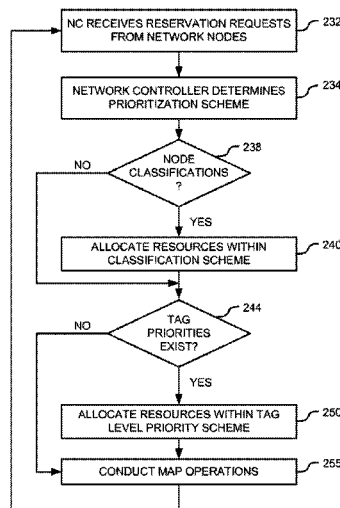 NC RECEIVES RESERVATION REQUESTS
FROM NETWORK NODES
232
NETWORK CONTROLLER DETERMINES
PRIORITIZATION SCHEME
234
238
NO
NODE
CLASSIFICATIONS
?
YES
ALLOCATE RESOURCES WITHIN
CLASSIFICATION SCHEME
240
244
NO
TAG
PRIORITIES
EXIST?
YES
ALLOCATE RESOURCES WITHIN TAG
LEVEL PRIORITY SCHEME
250
CONDUCT MAP OPERATIONS
255